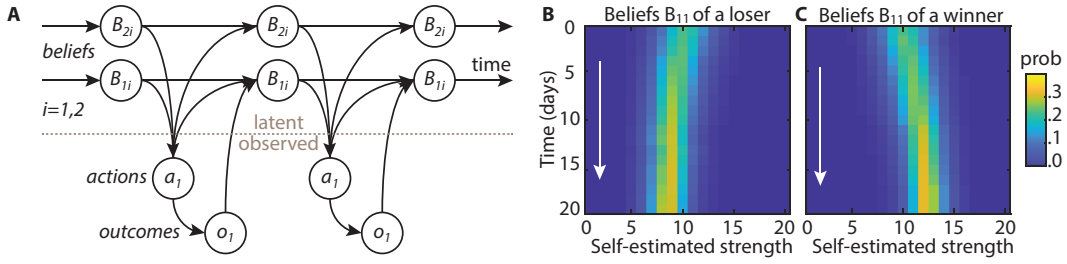 A
B₂ᵢ
B₂ᵢ
B₂ᵢ
beliefs
B₁ᵢ
B₁ᵢ
B₁ᵢ
time
i=1,2
latent
observed
actions
a₁
a₁
outcomes
o₁
o₁
B
Beliefs B₁₁ of a loser
0
5
10
15
20
Time (days)
0
5
10
15
20
Self-estimated strength
C
Beliefs B₁₁ of a winner
0
5
10
15
20
Self-estimated strength
prob
.3
.2
.1
.0